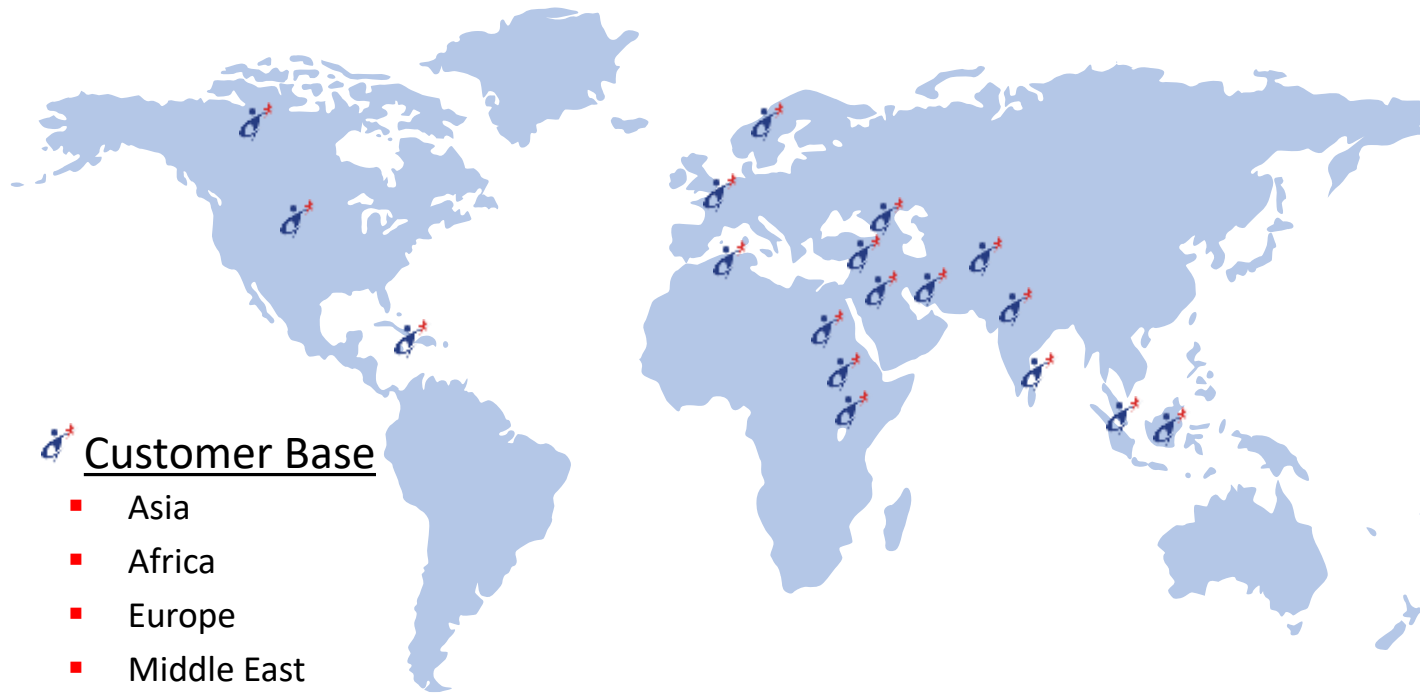 Customer Base
Asia
Africa
Europe
Middle East